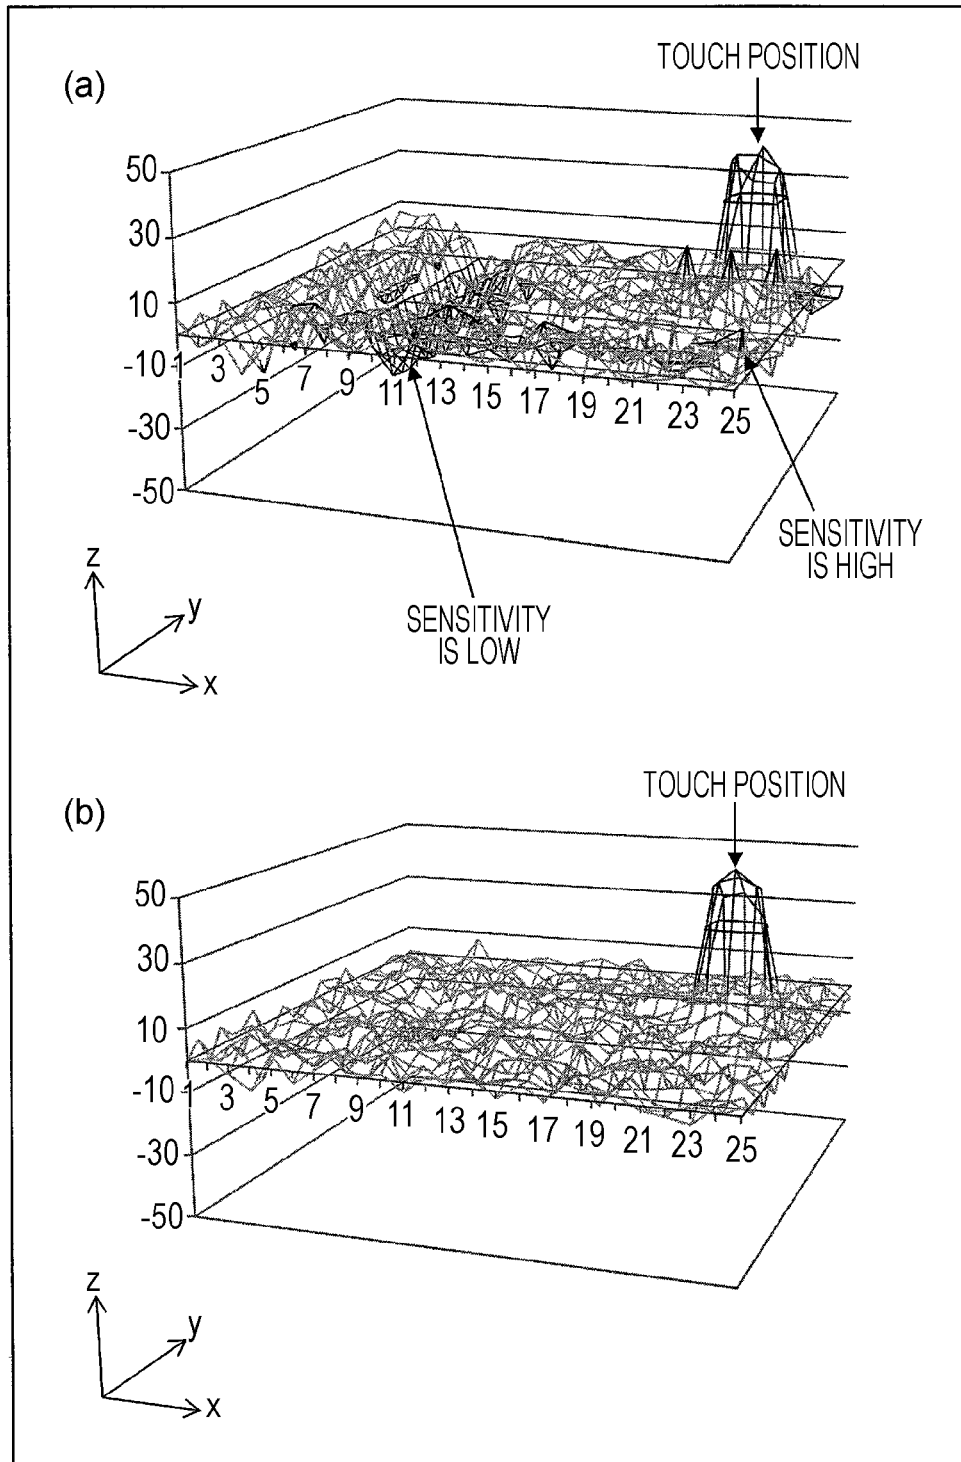 (a)
TOUCH POSITION
50
30
10
-10
-30
-50
1 3 5 7 9 11 13 15 17 19 21 23 25
SENSITIVITY
IS HIGH
SENSITIVITY
IS LOW
z
y
x
(b)
TOUCH POSITION
50
30
10
-10
-30
-50
1 3 5 7 9 11 13 15 17 19 21 23 25
z
y
x